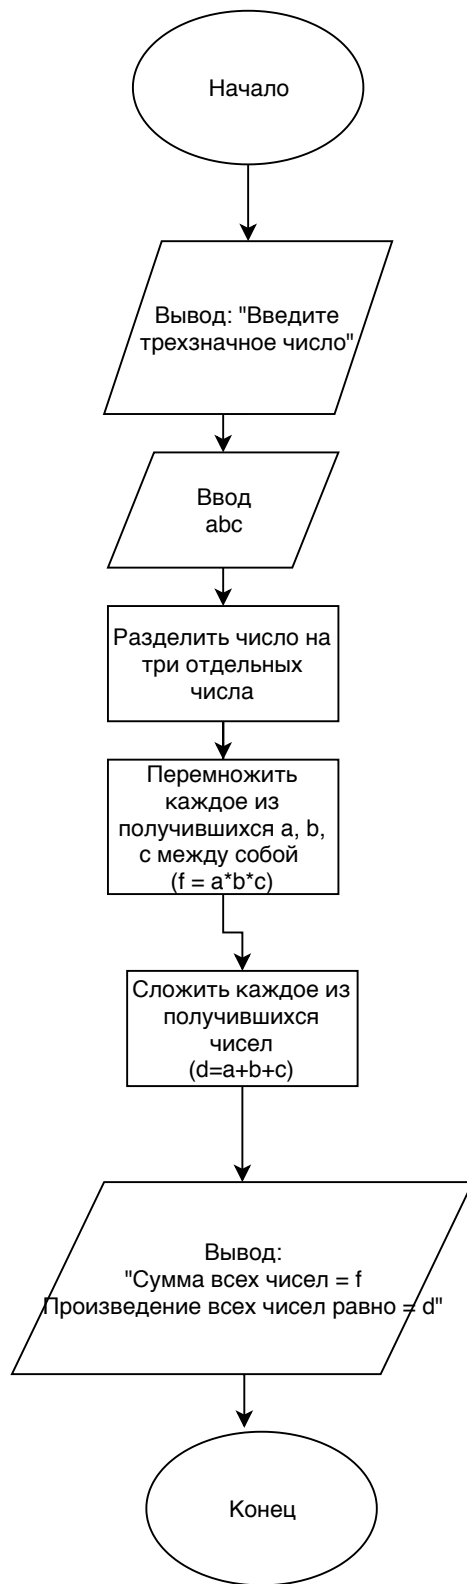 Начало
Вывод: "Введите
трехзначное число"
Ввод
abc
Разделить число на
три отдельных
числа
Перемножить
каждое из
получившихся a, b,
c между собой
(f = a*b*c)
Сложить каждое из
получившихся
чисел
(d=a+b+c)
Вывод:
"Сумма всех чисел = f
Произведение всех чисел равно = d"
Конец